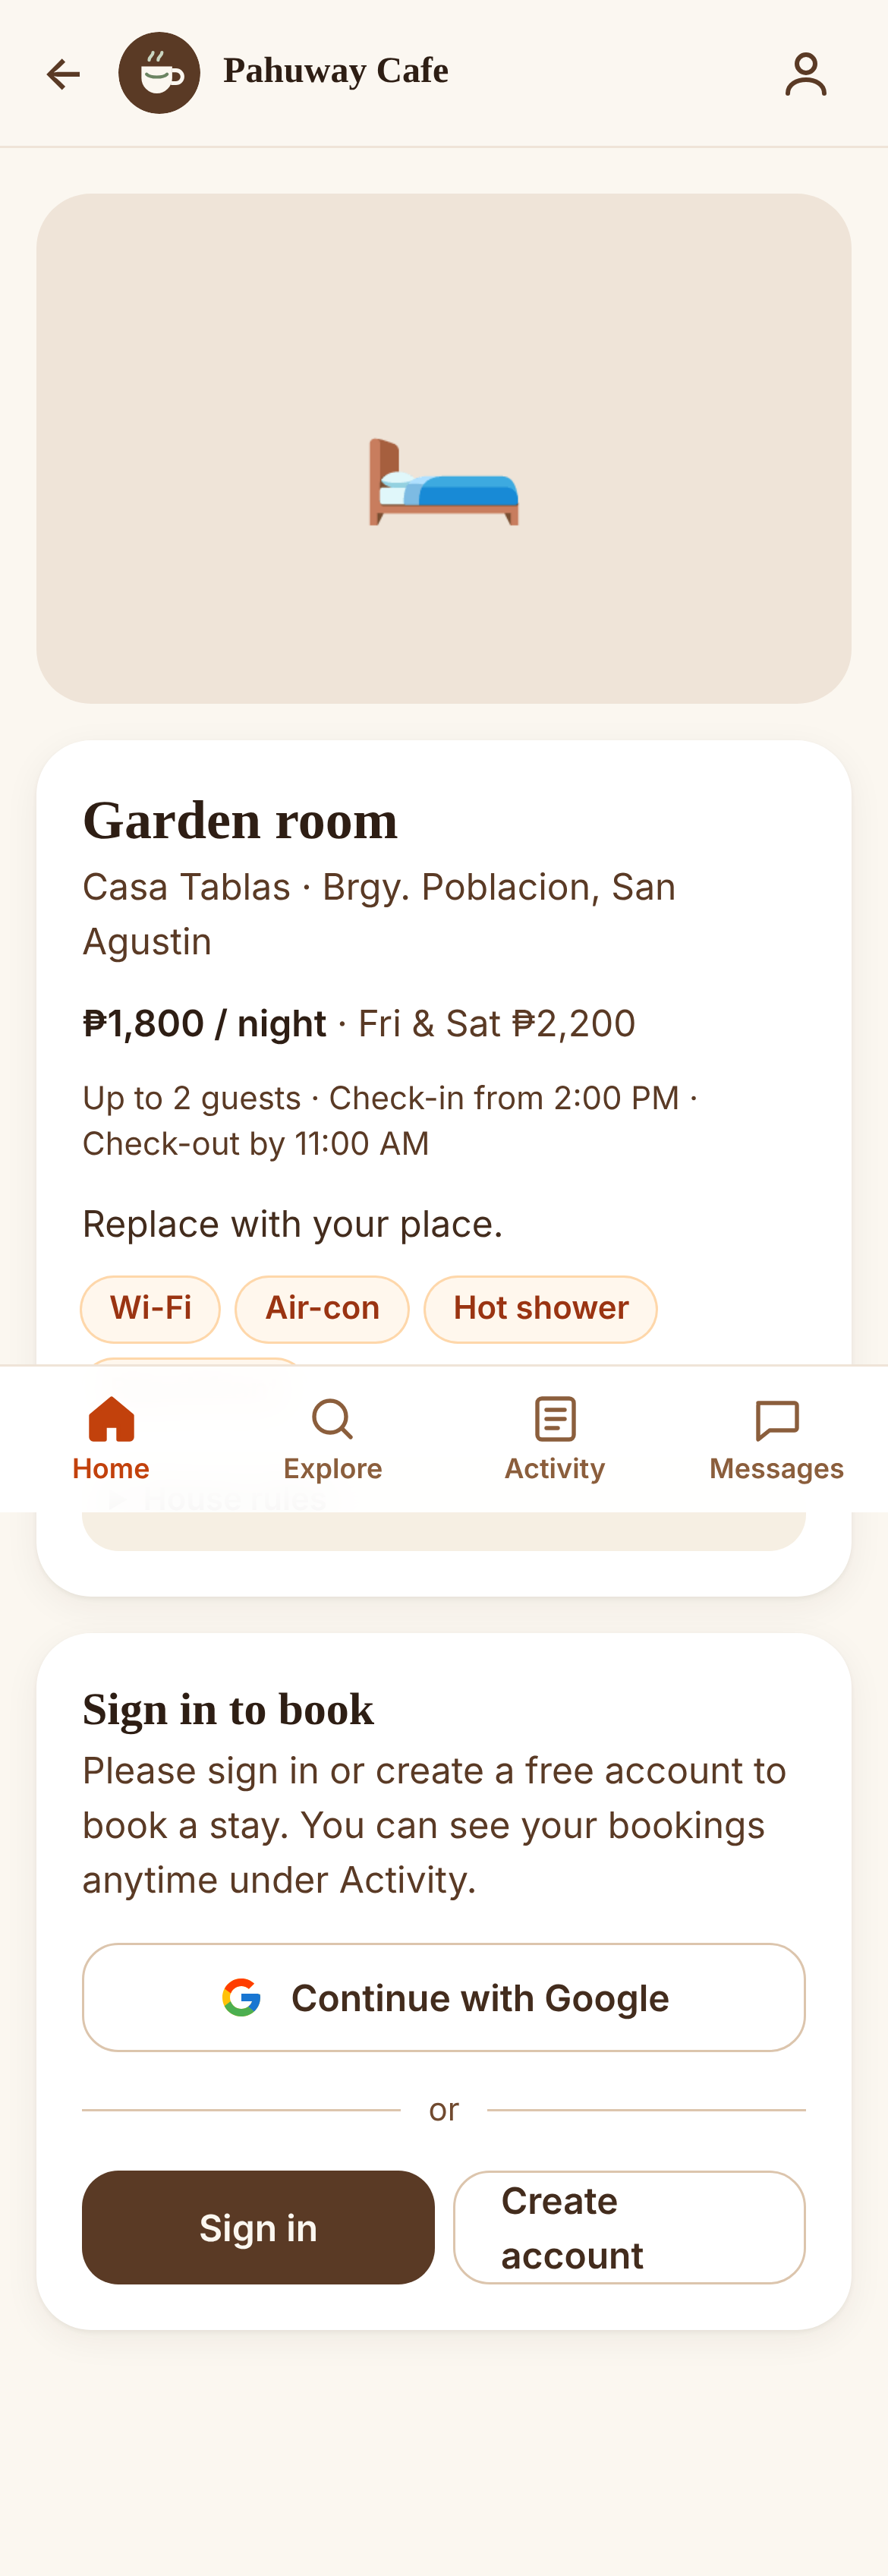 Pahuway Cafe
Garden room
Casa Tablas · Brgy. Poblacion, San
Agustin
₱1,800 / night · Fri & Sat ₱2,200
Up to 2 guests · Check-in from 2:00 PM ·
Check-out by 11:00 AM
Replace with your place.
Wi-Fi Air-con Hot shower
Home Explore Activity Messages
House rules
Sign in to book
Please sign in or create a free account to
book a stay. You can see your bookings
anytime under Activity.
Continue with Google
or
Sign in
Create
account